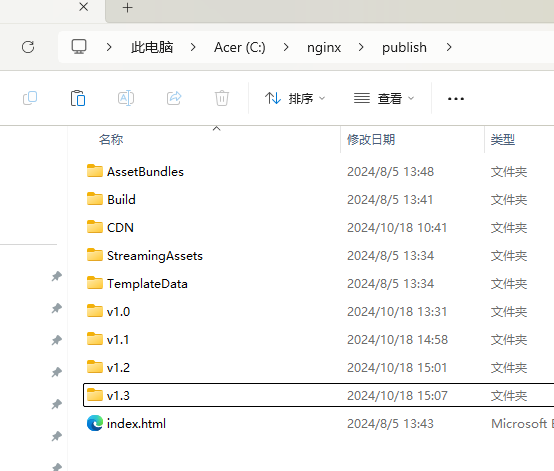 此电脑 Acer (C:) nginx publish
排序 查看
名称 修改日期 类型
AssetBundles 2024/8/5 13:48 文件夹
Build 2024/8/5 13:41 文件夹
CDN 2024/10/18 10:41 文件夹
StreamingAssets 2024/8/5 13:34 文件夹
TemplateData 2024/8/5 13:34 文件夹
v1.0 2024/10/18 13:31 文件夹
v1.1 2024/10/18 14:58 文件夹
v1.2 2024/10/18 15:01 文件夹
v1.3 2024/10/18 15:07 文件夹
index.html 2024/8/5 13:43 Microsoft E